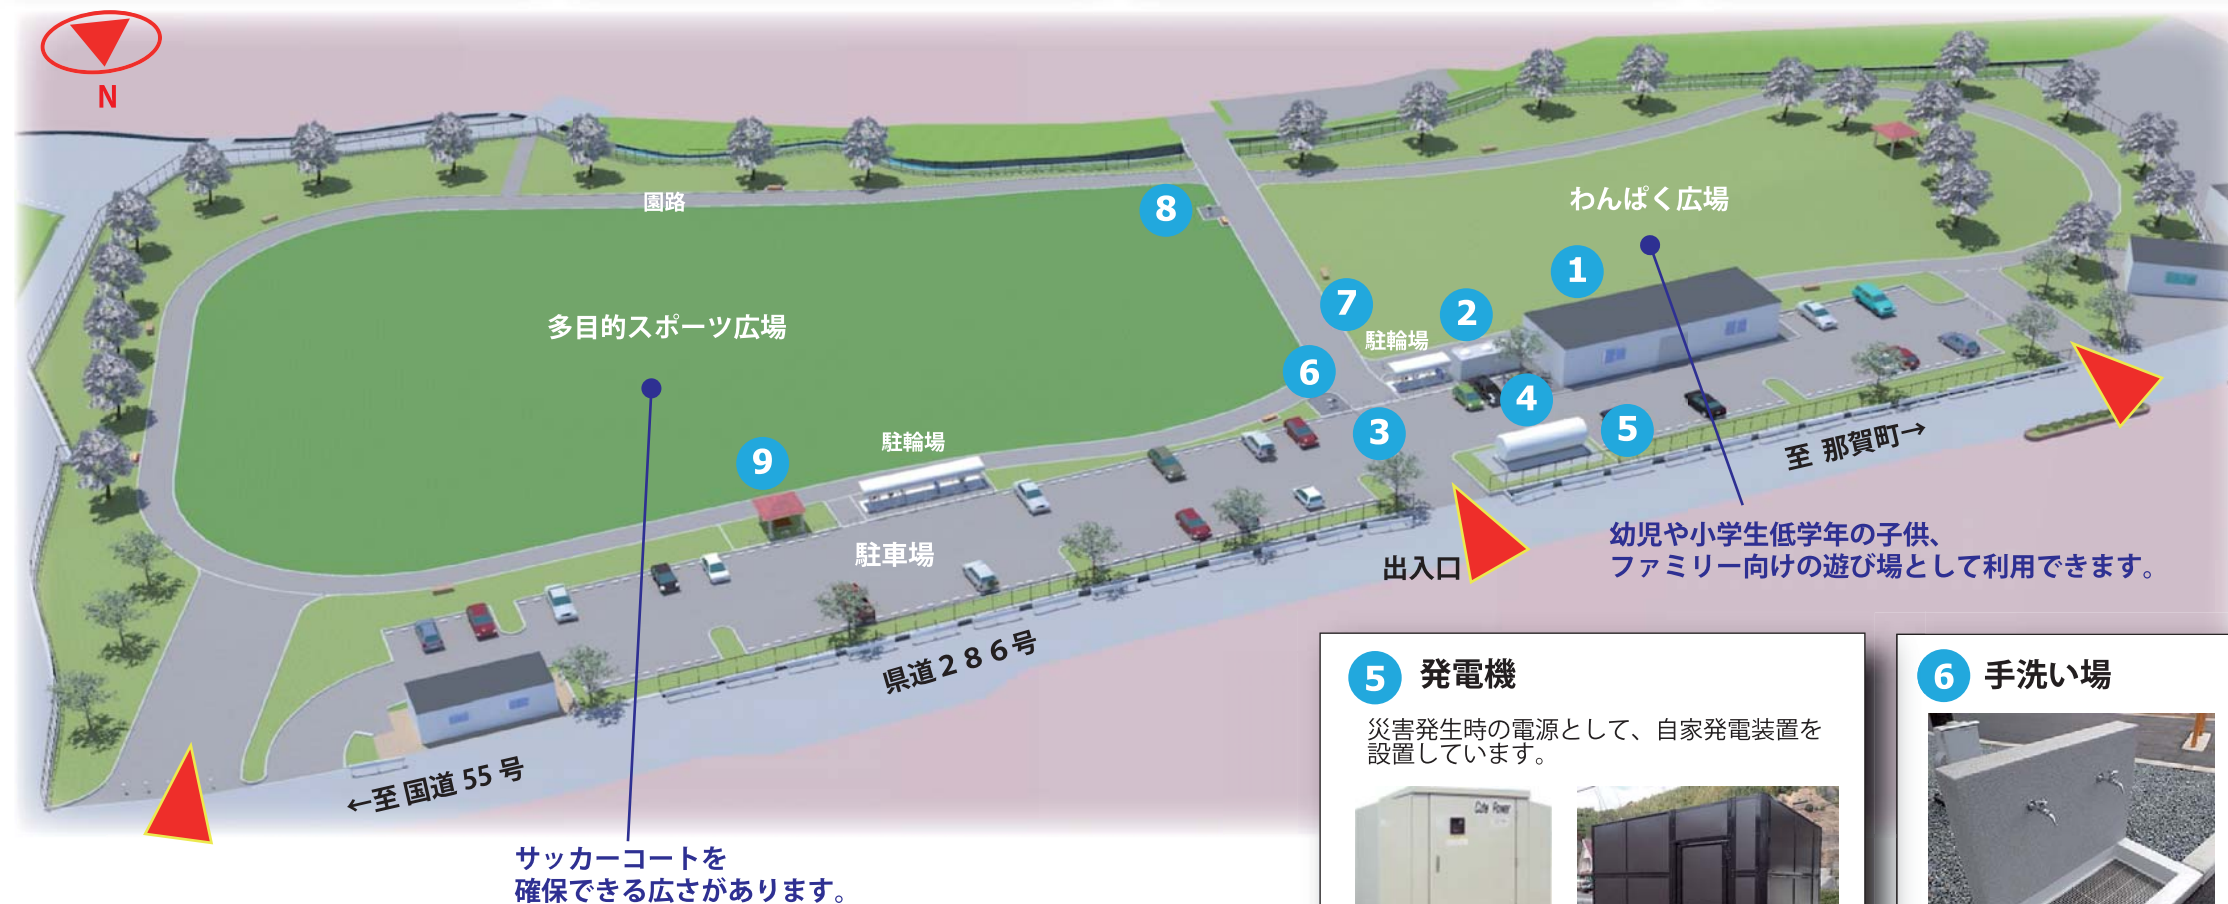 N
園路
8
わんぱく広場
1
7
2
駐輪場
多目的スポーツ広場
6
4
3
5
駐輪場
9
至 那賀町→
駐車場
出入口
幼児や小学生低学年の子供、
ファミリー向けの遊び場として利用できます。
県道２８６号
←至 国道 55 号
サッカーコートを
確保できる広さがあります。
5 発電機
災害発生時の電源として、自家発電装置を
設置しています。
Cute Power
6 手洗い場